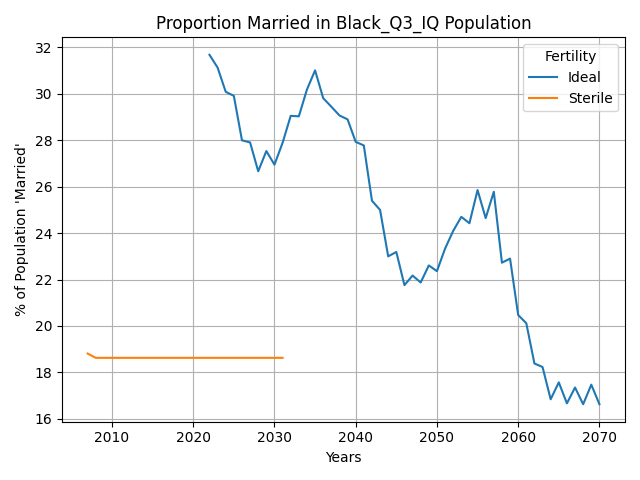 Proportion Married in Black_Q3_IQ Population
% of Population 'Married'
32
30
28
26
24
22
20
18
16
Fertility
Ideal
Sterile
2010 2020 2030 2040 2050 2060 2070
Years